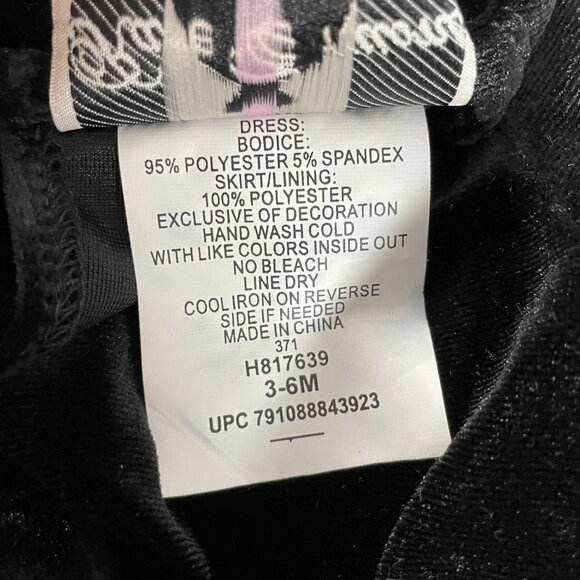 DRESS:
BODICE:
95% POLYESTER 5% SPANDEX
SKIRT/LINING:
100% POLYESTER
EXCLUSIVE OF DECORATION
HAND WASH COLD
WITH LIKE COLORS INSIDE OUT
NO BLEACH
LINE DRY
COOL IRON ON REVERSE
SIDE IF NEEDED
MADE IN CHINA
371
H817639
3-6M
UPC 791088843923